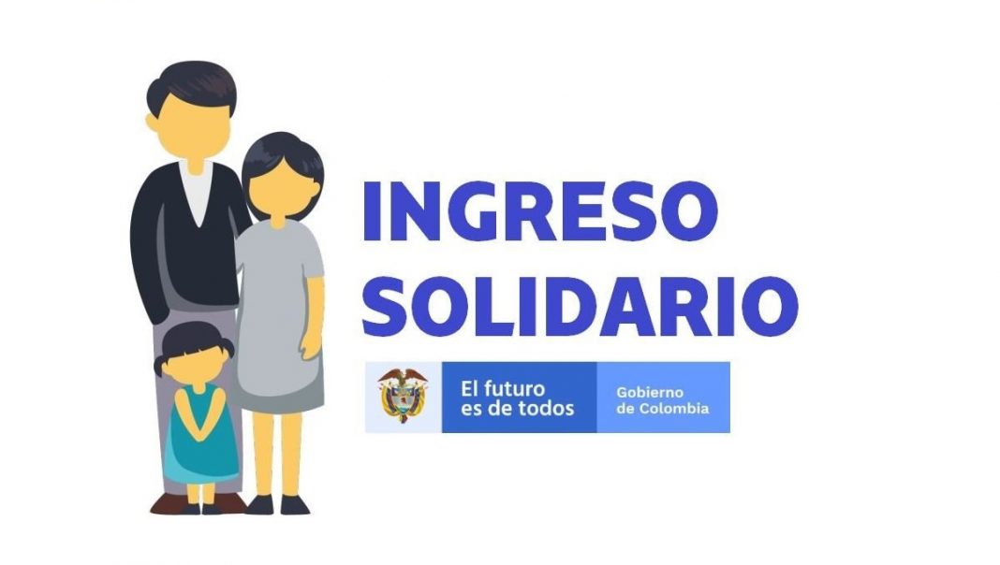 INGRESO
SOLIDARIO
El futuro
es de todos
Gobierno
de Colombia